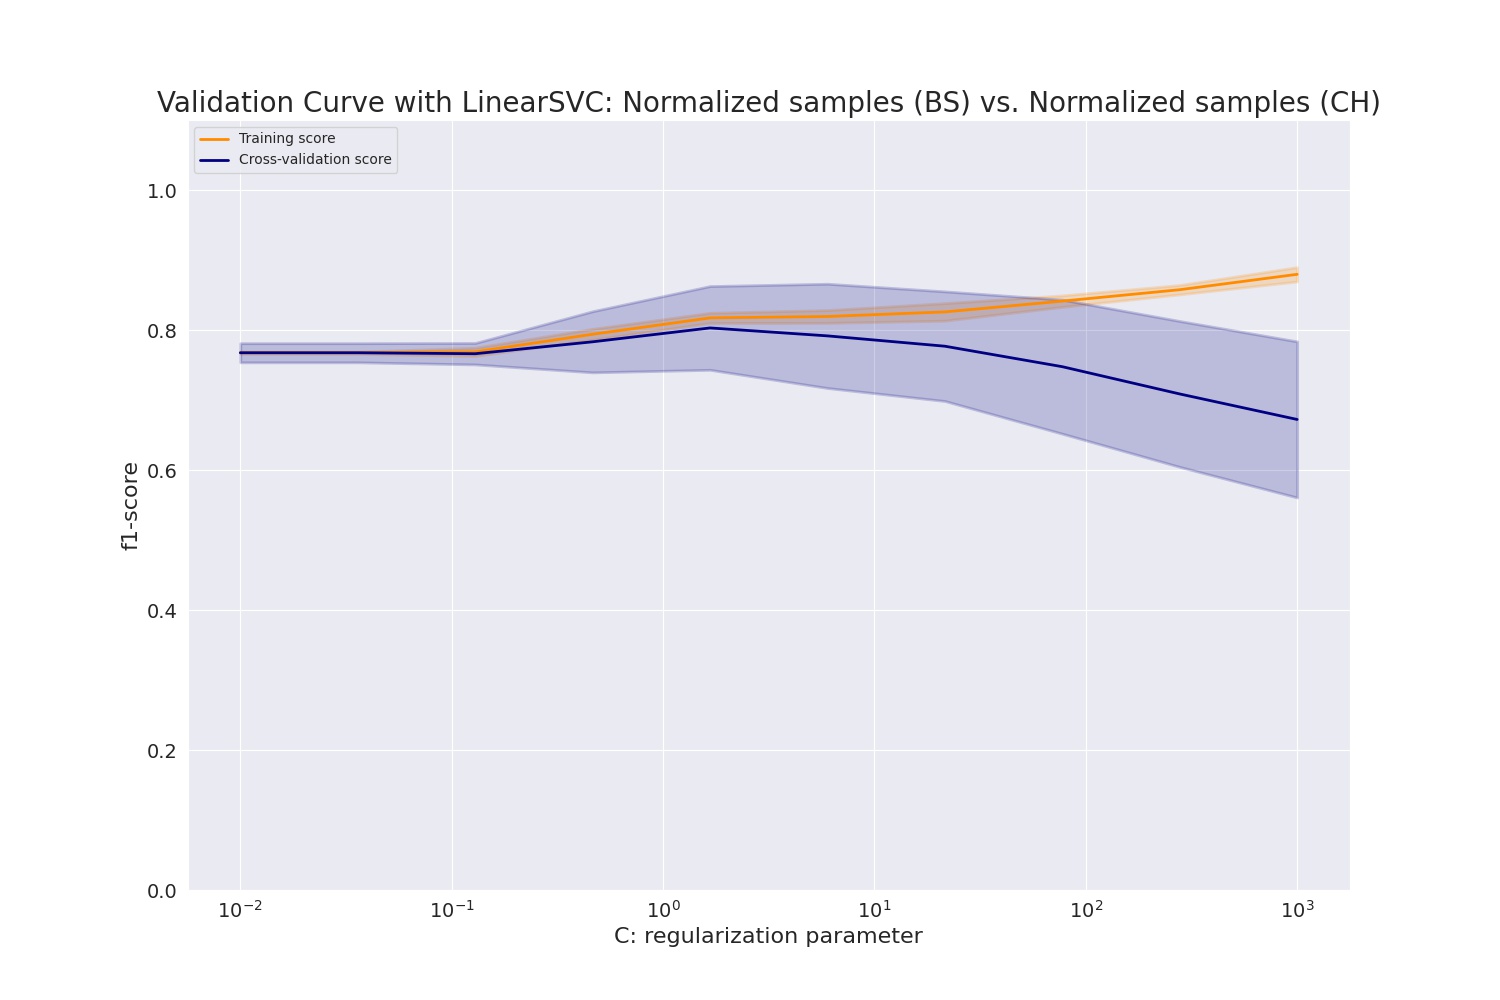 Validation Curve with LinearSVC: Normalized samples (BS) vs. Normalized samples (CH)
Training score
Cross-validation score
1.0
0.8
0.6
0.4
0.2
0.0
f1-score
10⁻² 10⁻¹ 10⁰ 10¹ 10² 10³
C: regularization parameter